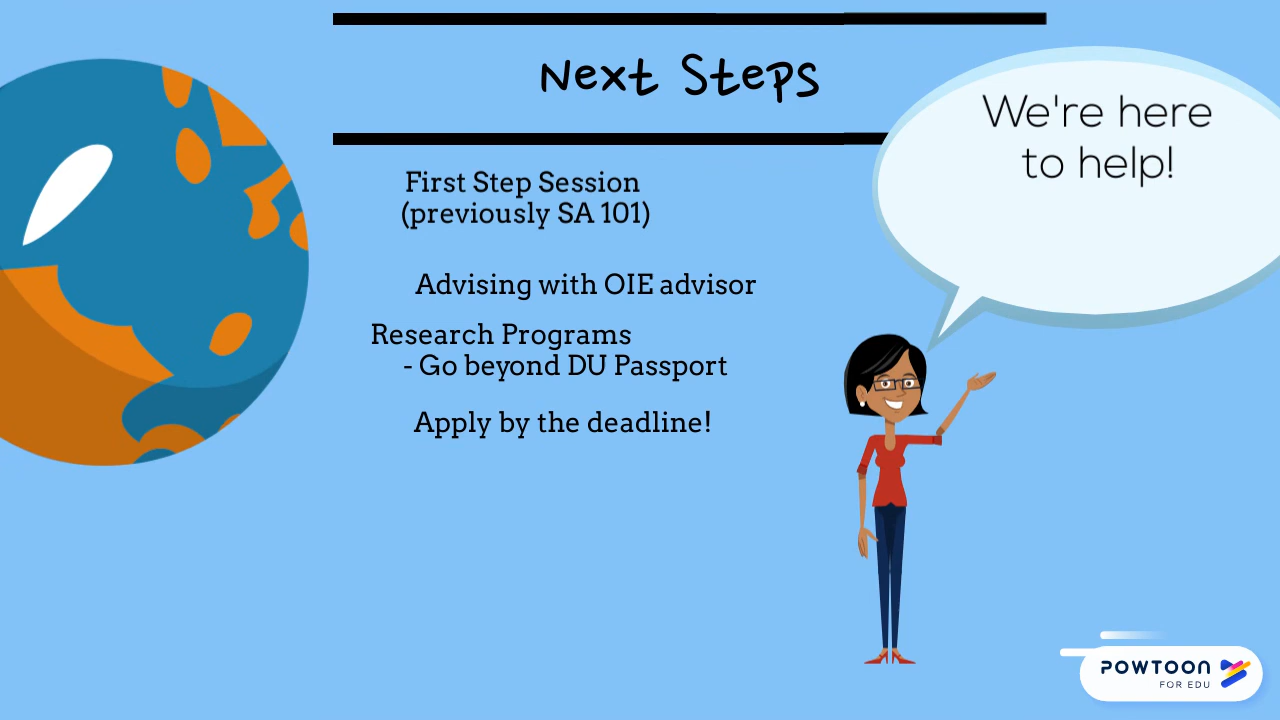 Next Steps
We're here
to help!
First Step Session
(previously SA 101)
Advising with OIE advisor
Research Programs
- Go beyond DU Passport
Apply by the deadline!
POWTOON
FOR EDU